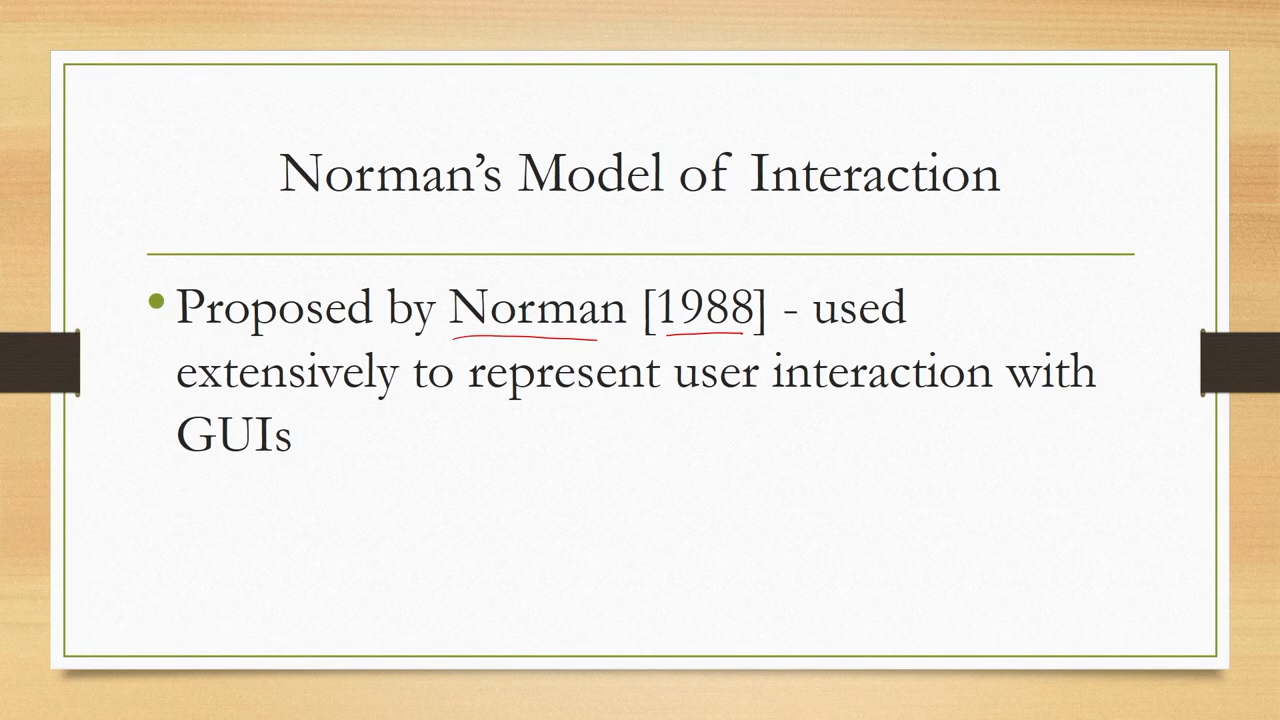 Norman’s Model of Interaction
• Proposed by Norman [1988] - used
extensively to represent user interaction with
GUIs